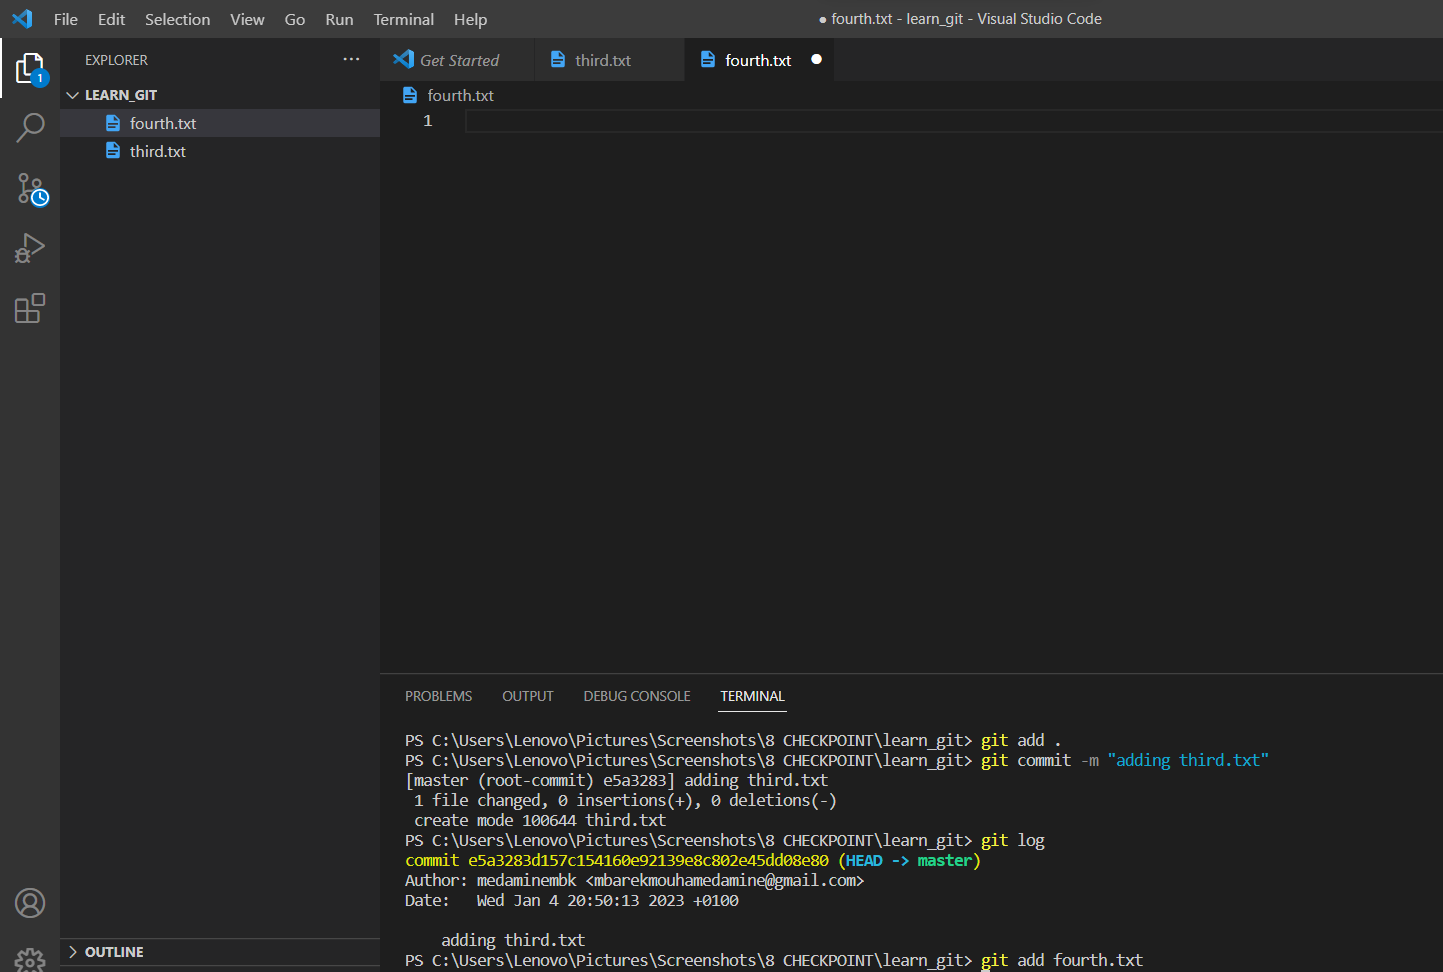 File Edit Selection View Go Run Terminal Help
● fourth.txt - learn_git - Visual Studio Code
EXPLORER ...
1
LEARN_GIT
fourth.txt
third.txt
OUTLINE
Get Started third.txt fourth.txt
fourth.txt
1
PROBLEMS OUTPUT DEBUG CONSOLE TERMINAL
PS C:\Users\Lenovo\Pictures\Screenshots\8 CHECKPOINT\learn_git> git add .
PS C:\Users\Lenovo\Pictures\Screenshots\8 CHECKPOINT\learn_git> git commit -m "adding third.txt"
[master (root-commit) e5a3283] adding third.txt
1 file changed, 0 insertions(+), 0 deletions(-)
create mode 100644 third.txt
PS C:\Users\Lenovo\Pictures\Screenshots\8 CHECKPOINT\learn_git> git log
commit e5a3283d157c154160e92139e8c802e45dd08e80 (HEAD -> master)
Author: medaminembk <mbarekmouhamedamine@gmail.com>
Date:   Wed Jan 4 20:50:13 2023 +0100
adding third.txt
PS C:\Users\Lenovo\Pictures\Screenshots\8 CHECKPOINT\learn_git> git add fourth.txt